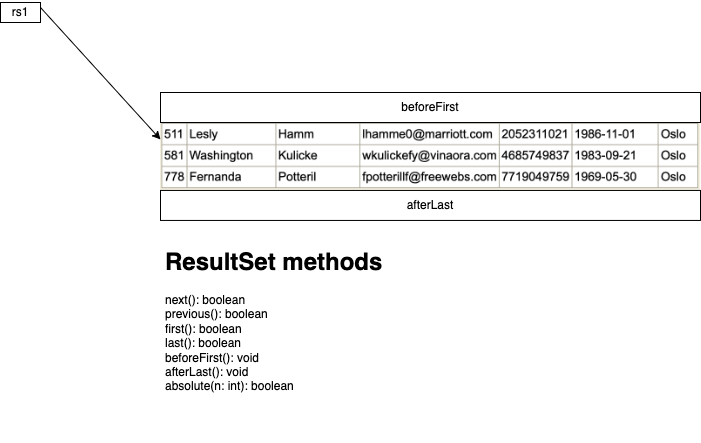 rs1
beforeFirst
511 Lesly Hamm lhamme0@marriott.com 2052311021 1986-11-01 Oslo
581 Washington Kulicke wkulickefy@vinaora.com 4685749837 1983-09-21 Oslo
778 Fernanda Potteril fpotterillf@freewebs.com 7719049759 1969-05-30 Oslo
afterLast
ResultSet methods
next(): boolean
previous(): boolean
first(): boolean
last(): boolean
beforeFirst(): void
afterLast(): void
absolute(n: int): boolean